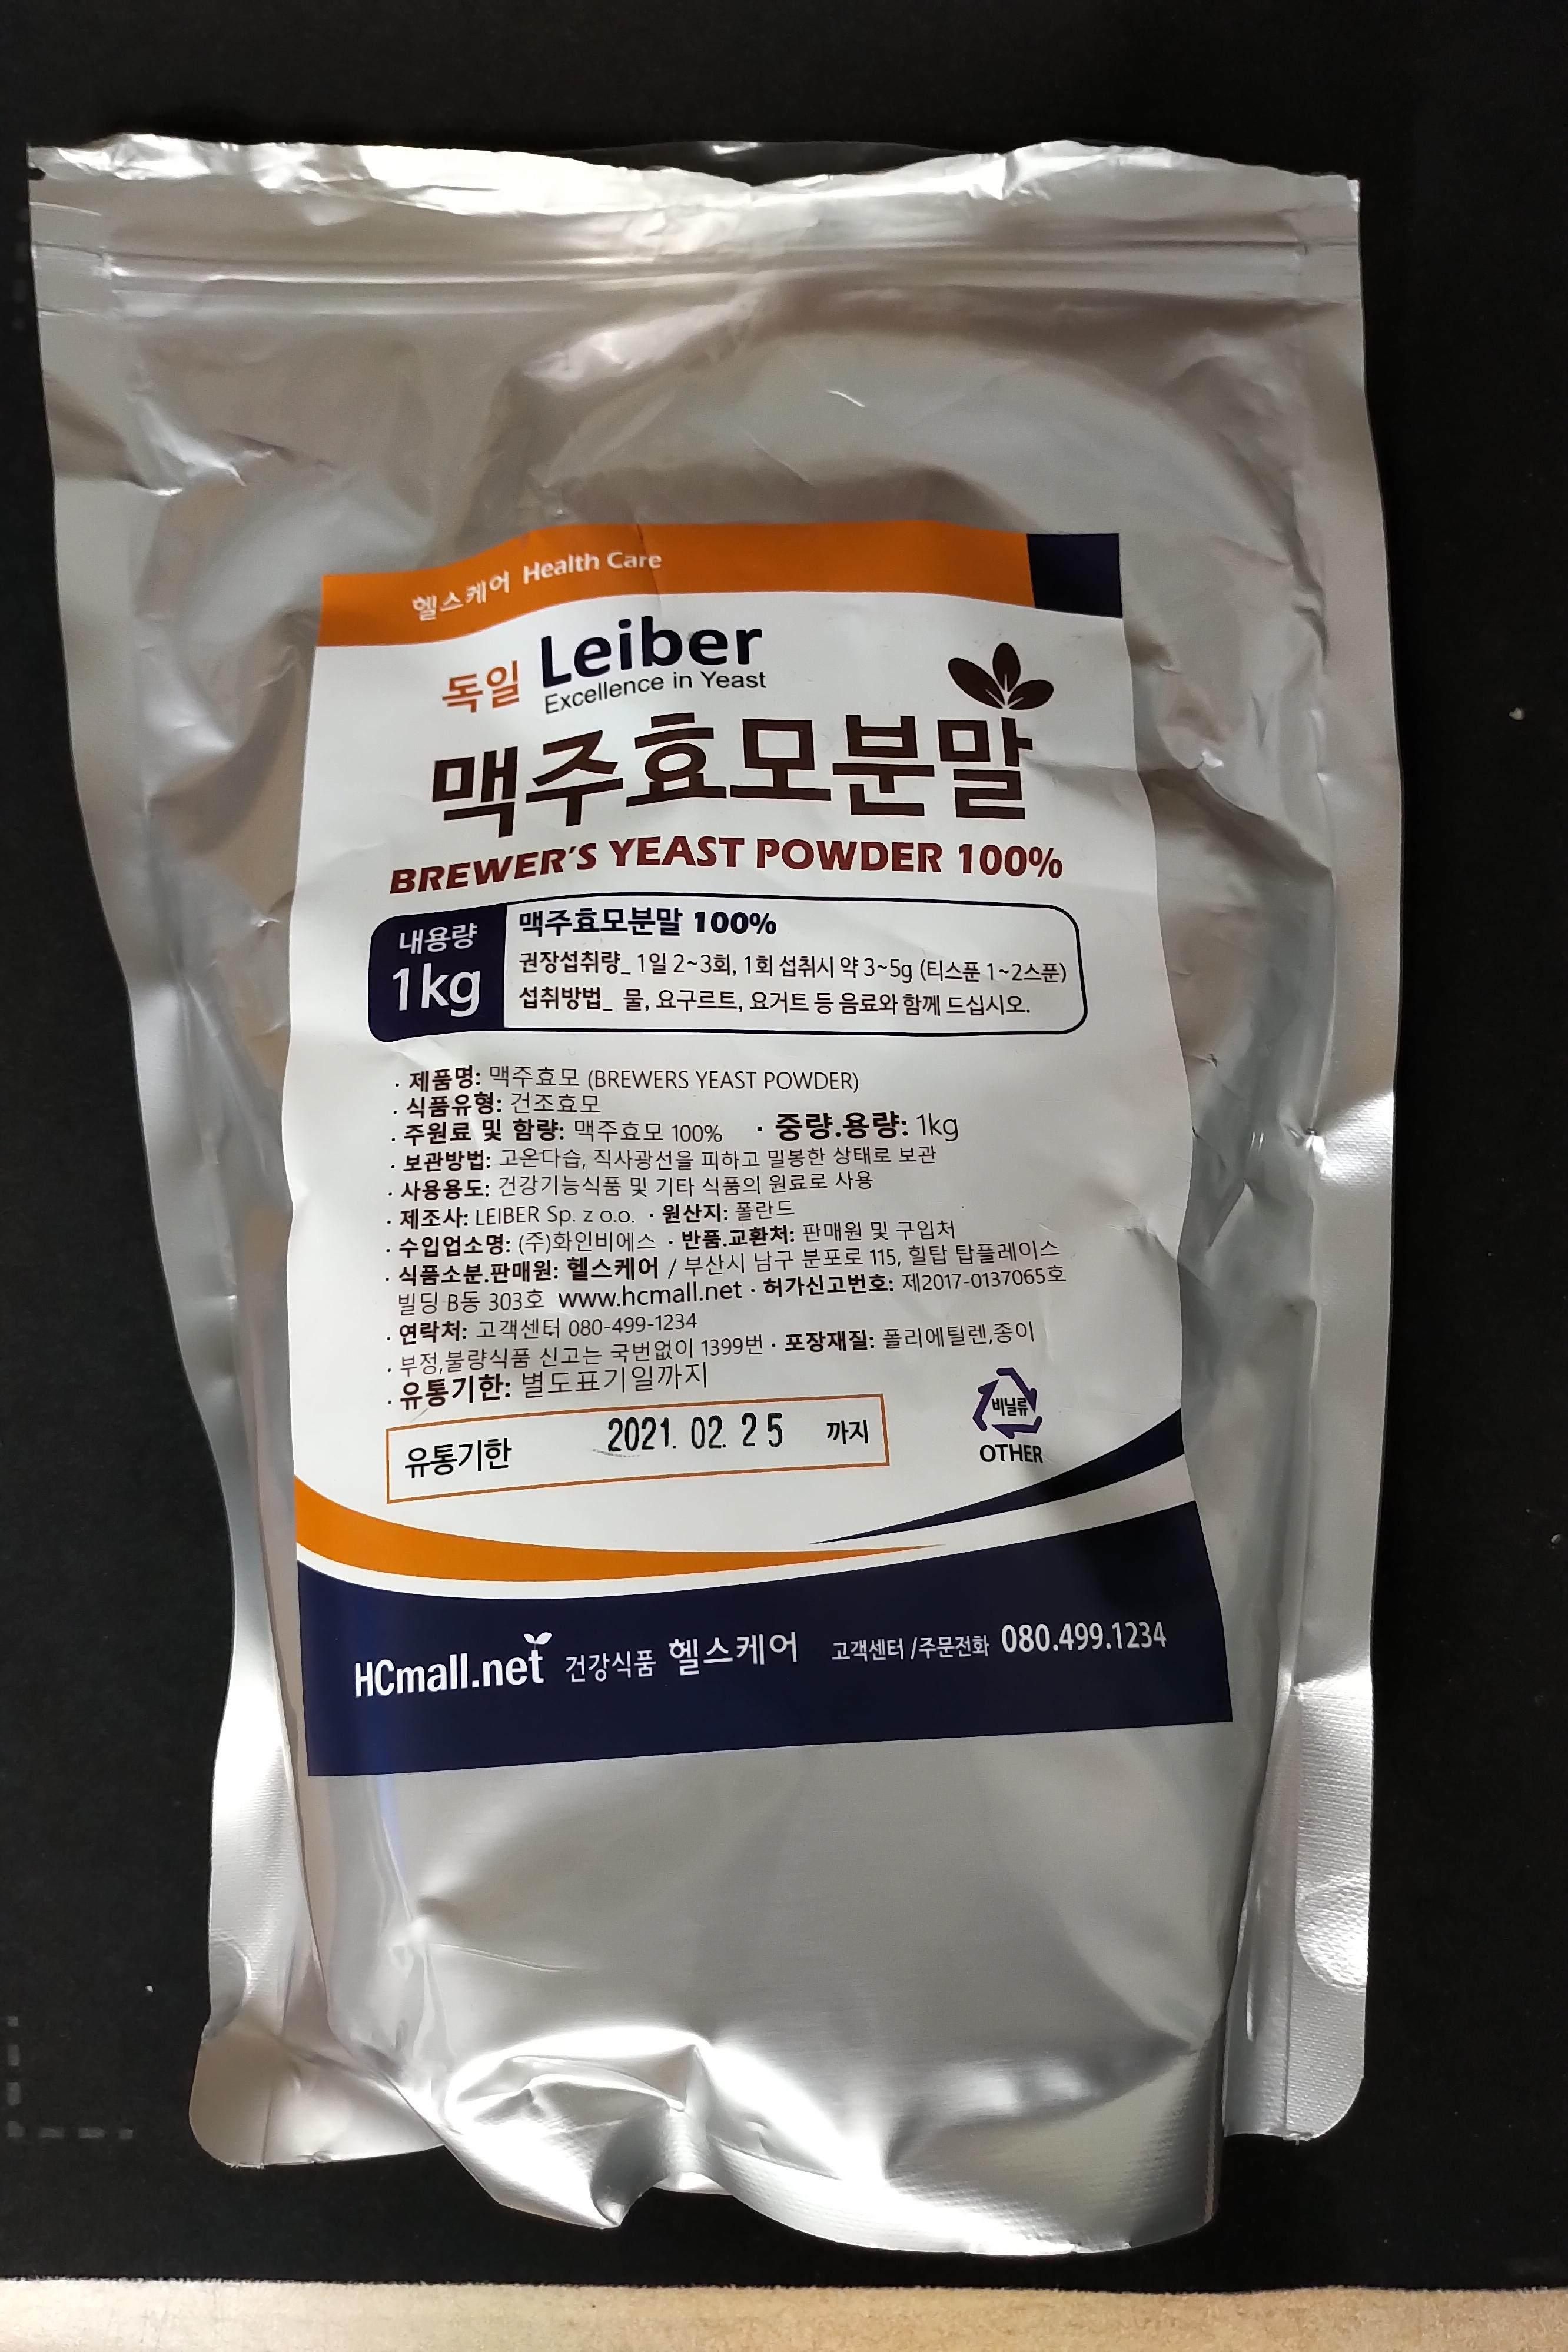 헬스케어 Health Care
독일 Leiber
Excellence in Yeast
맥주효모분말
BREWER'S YEAST POWDER 100%
내용량
1kg
맥주효모분말 100%
권장섭취량_ 1일 2~3회, 1회 섭취시 약 3~5g (티스푼 1~2스푼)
섭취방법_ 물, 요구르트, 요거트 등 음료와 함께 드십시오.
· 제품명: 맥주효모 (BREWERS YEAST POWDER)
· 식품유형: 건조효모
· 주원료 및 함량: 맥주효모 100% · 중량.용량: 1kg
· 보관방법: 고온다습, 직사광선을 피하고 밀봉한 상태로 보관
· 사용용도: 건강기능식품 및 기타 식품의 원료로 사용
· 제조사: LEIBER Sp. z o.o. · 원산지: 폴란드
· 수입업소명: (주)화인비에스 · 반품.교환처: 판매원 및 구입처
· 식품소분.판매원: 헬스케어 / 부산시 남구 분포로 115, 힐탑 탑플레이스
빌딩 B동 303호 www.hcmall.net · 허가신고번호: 제2017-0137065호
· 연락처: 고객센터 080-499-1234
· 부정,불량식품 신고는 국번없이 1399번 · 포장재질: 폴리에틸렌,종이
· 유통기한: 별도표기일까지
유통기한 2021. 02. 25 까지
비닐류
OTHER
HCmall.net 건강식품 헬스케어 고객센터 /주문전화 080.499.1234